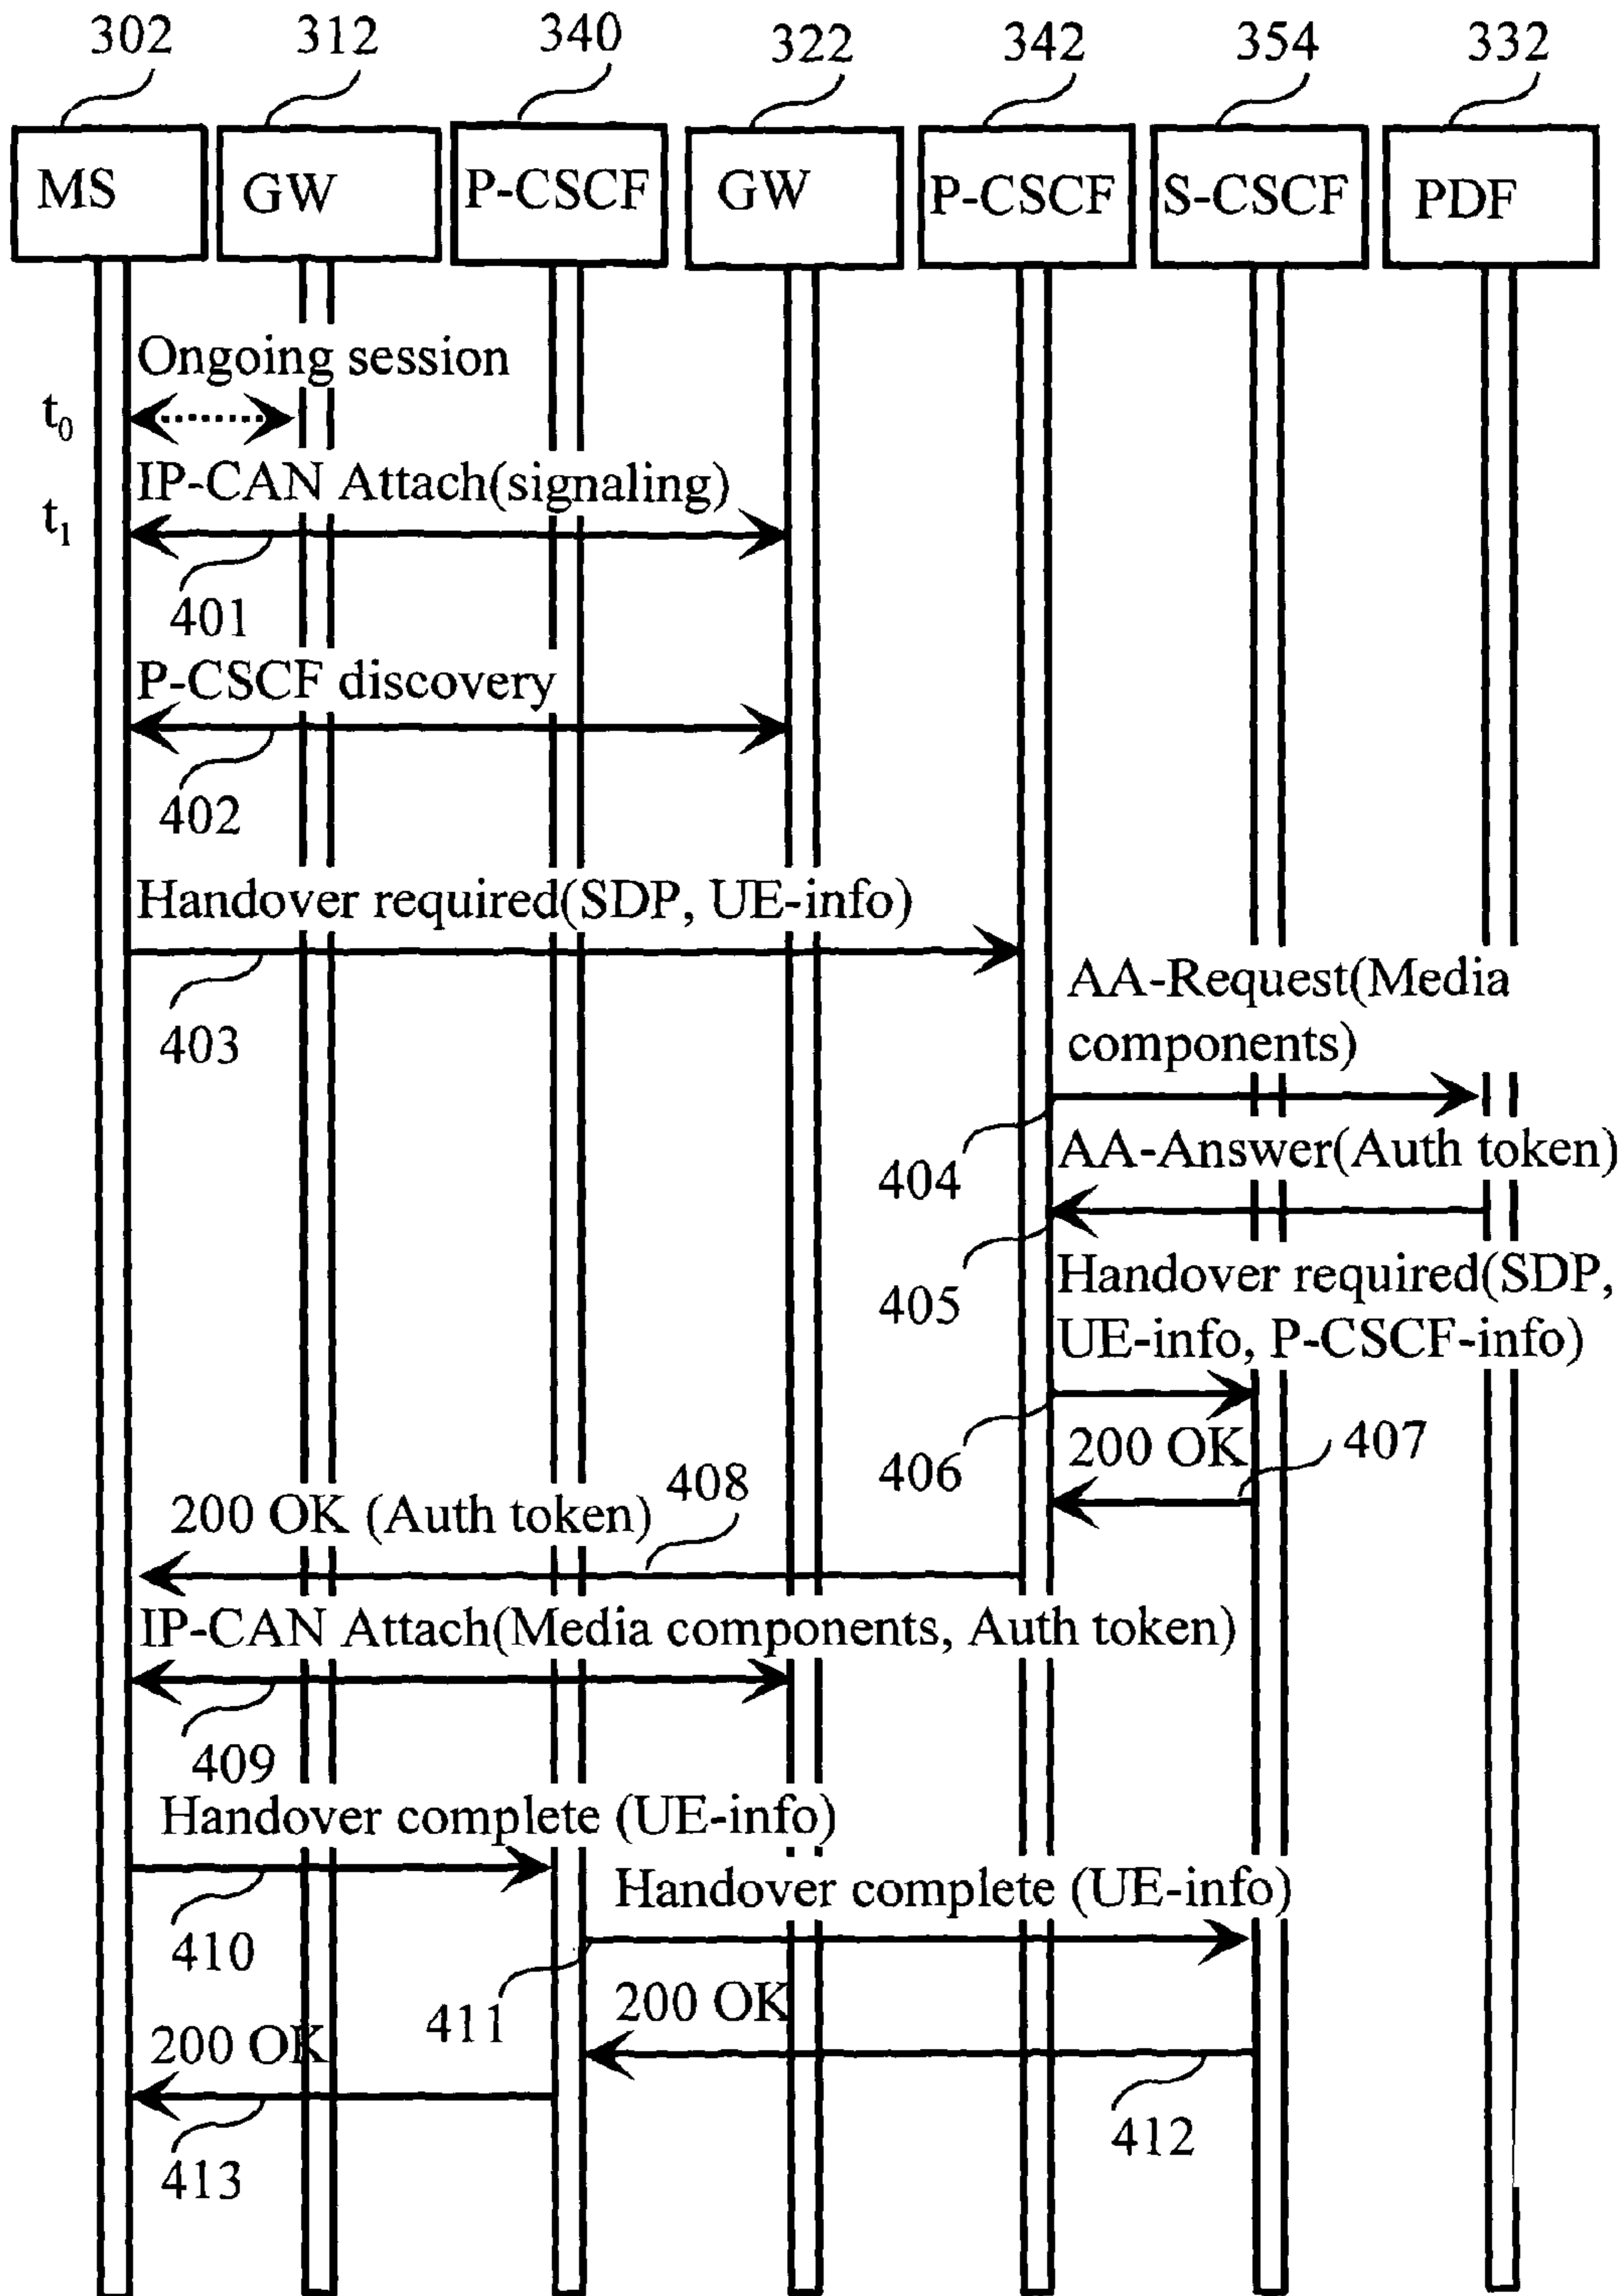 302 312 340 322 342 354 332
MS GW P-CSCF GW P-CSCF S-CSCF PDF
Ongoing session
t0
IP-CAN Attach(signaling)
t1
401
P-CSCF discovery
402
Handover required(SDP, UE-info)
403
AA-Request(Media
components)
404
AA-Answer(Auth token)
405
Handover required(SDP,
UE-info, P-CSCF-info)
406
200 OK
407
408
200 OK (Auth token)
IP-CAN Attach(Media components, Auth token)
409
Handover complete (UE-info)
410
Handover complete (UE-info)
411
200 OK
412
200 OK
413